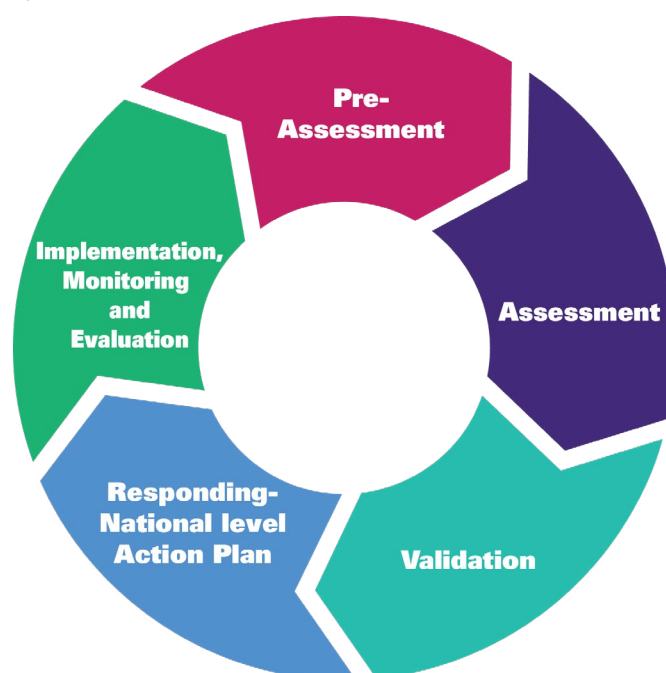 Pre-
Assessment
Assessment
Validation
Responding-
National level
Action Plan
Implementation,
Monitoring
and
Evaluation